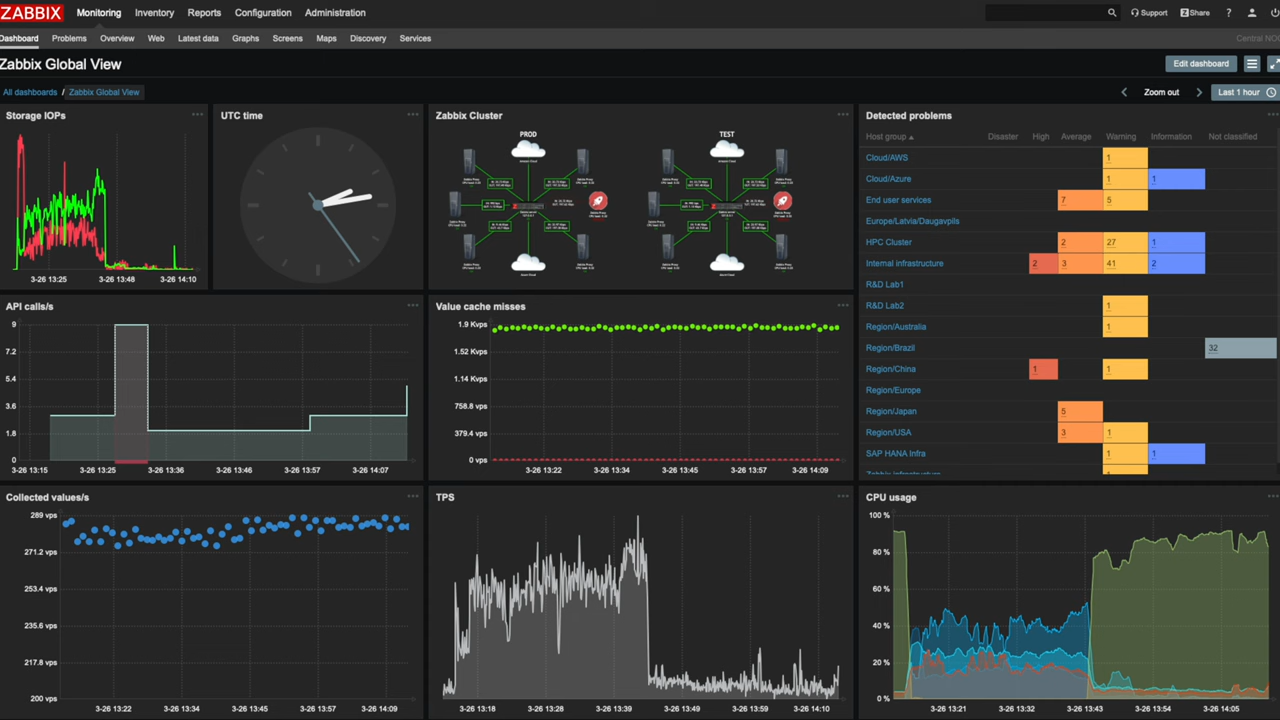 ZABBIX Monitoring Inventory Reports Configuration Administration Support Share ?
Dashboard Problems Overview Web Latest data Graphs Screens Maps Discovery Services
Zabbix Global View Edit dashboard
All dashboards / Zabbix Global View Zoom out Last 1 hour
Storage IOPs
3-26 13:25 3-26 13:48 3-26 14:10
UTC time
Zabbix Cluster
PROD TEST
Detected problems
Host group Disaster High Average Warning Information Not classified
Cloud/AWS 1
Cloud/Azure 1 1
End user services 7 5
Europe/Latvia/Daugavpils
HPC Cluster 2 27 1
Internal infrastructure 2 3 41 2
R&D Lab1
R&D Lab2 1
Region/Australia 1
Region/Brazil 32
Region/China 1 1
Region/Europe
Region/Japan 5
Region/USA 3 1
SAP HANA Infra 1 1
API calls/s
9
7.2
5.4
3.6
1.8
0
3-26 13:15 3-26 13:25 3-26 13:36 3-26 13:46 3-26 13:57 3-26 14:07
Value cache misses
1.9 Kvps
1.52 Kvps
1.14 Kvps
758.8 vps
379.4 vps
0 vps
3-26 13:22 3-26 13:34 3-26 13:45 3-26 13:57 3-26 14:09
Collected values/s
289 vps
271.2 vps
253.4 vps
235.6 vps
217.8 vps
200 vps
3-26 13:22 3-26 13:34 3-26 13:45 3-26 13:57 3-26 14:09
TPS
3-26 13:18 3-26 13:28 3-26 13:39 3-26 13:49 3-26 13:59 3-26 14:10
CPU usage
100 %
80 %
60 %
40 %
20 %
0 %
3-26 13:21 3-26 13:32 3-26 13:43 3-26 13:54 3-26 14:05